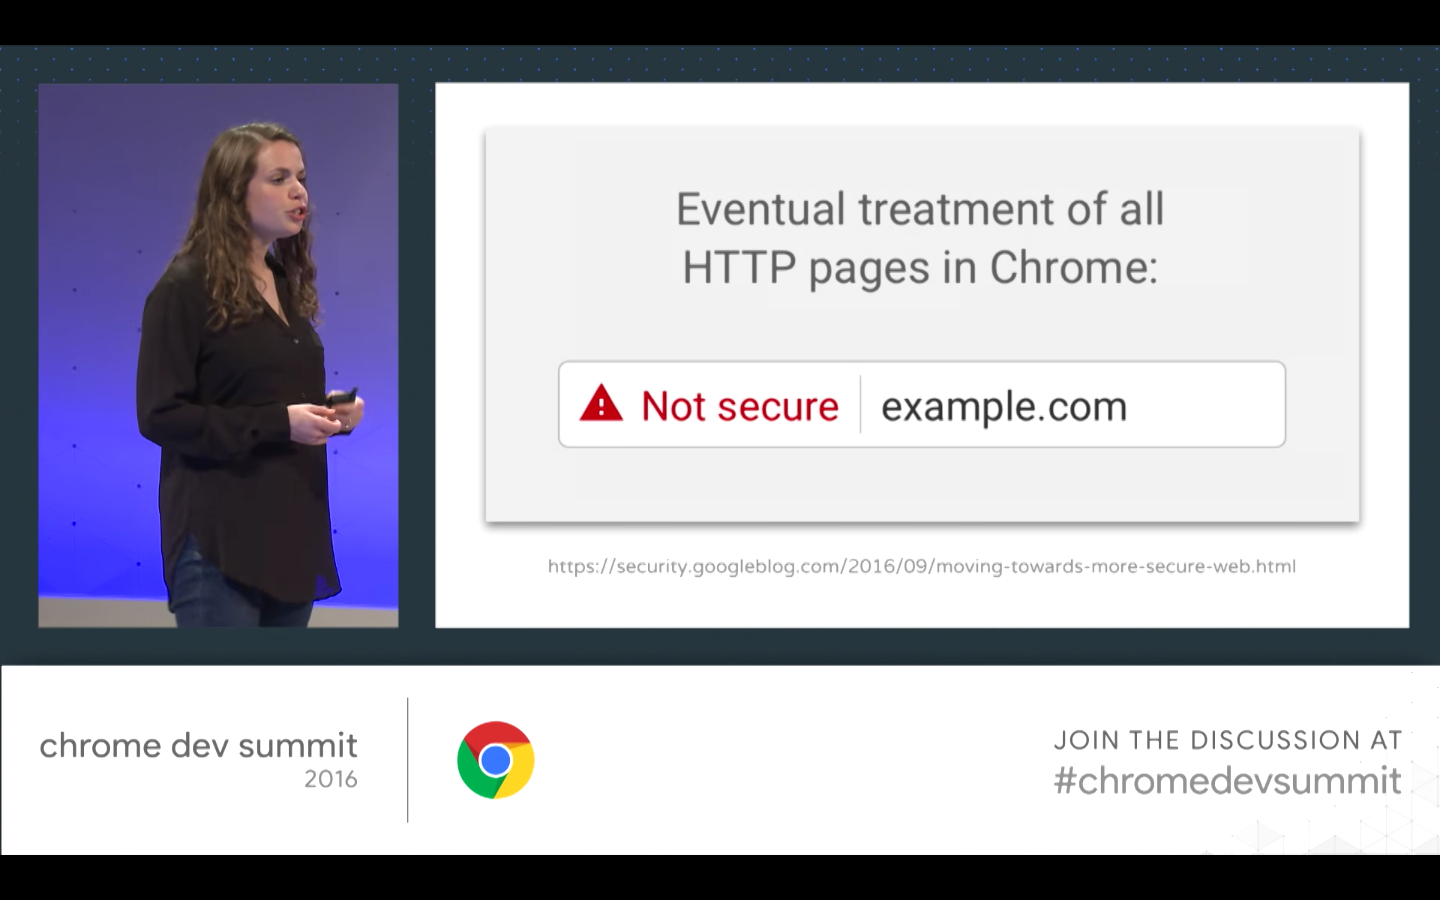 Eventual treatment of all
HTTP pages in Chrome:
Not secure
example.com
https://security.googleblog.com/2016/09/moving-towards-more-secure-web.html
chrome dev summit
2016
JOIN THE DISCUSSION AT
#chromedevsummit